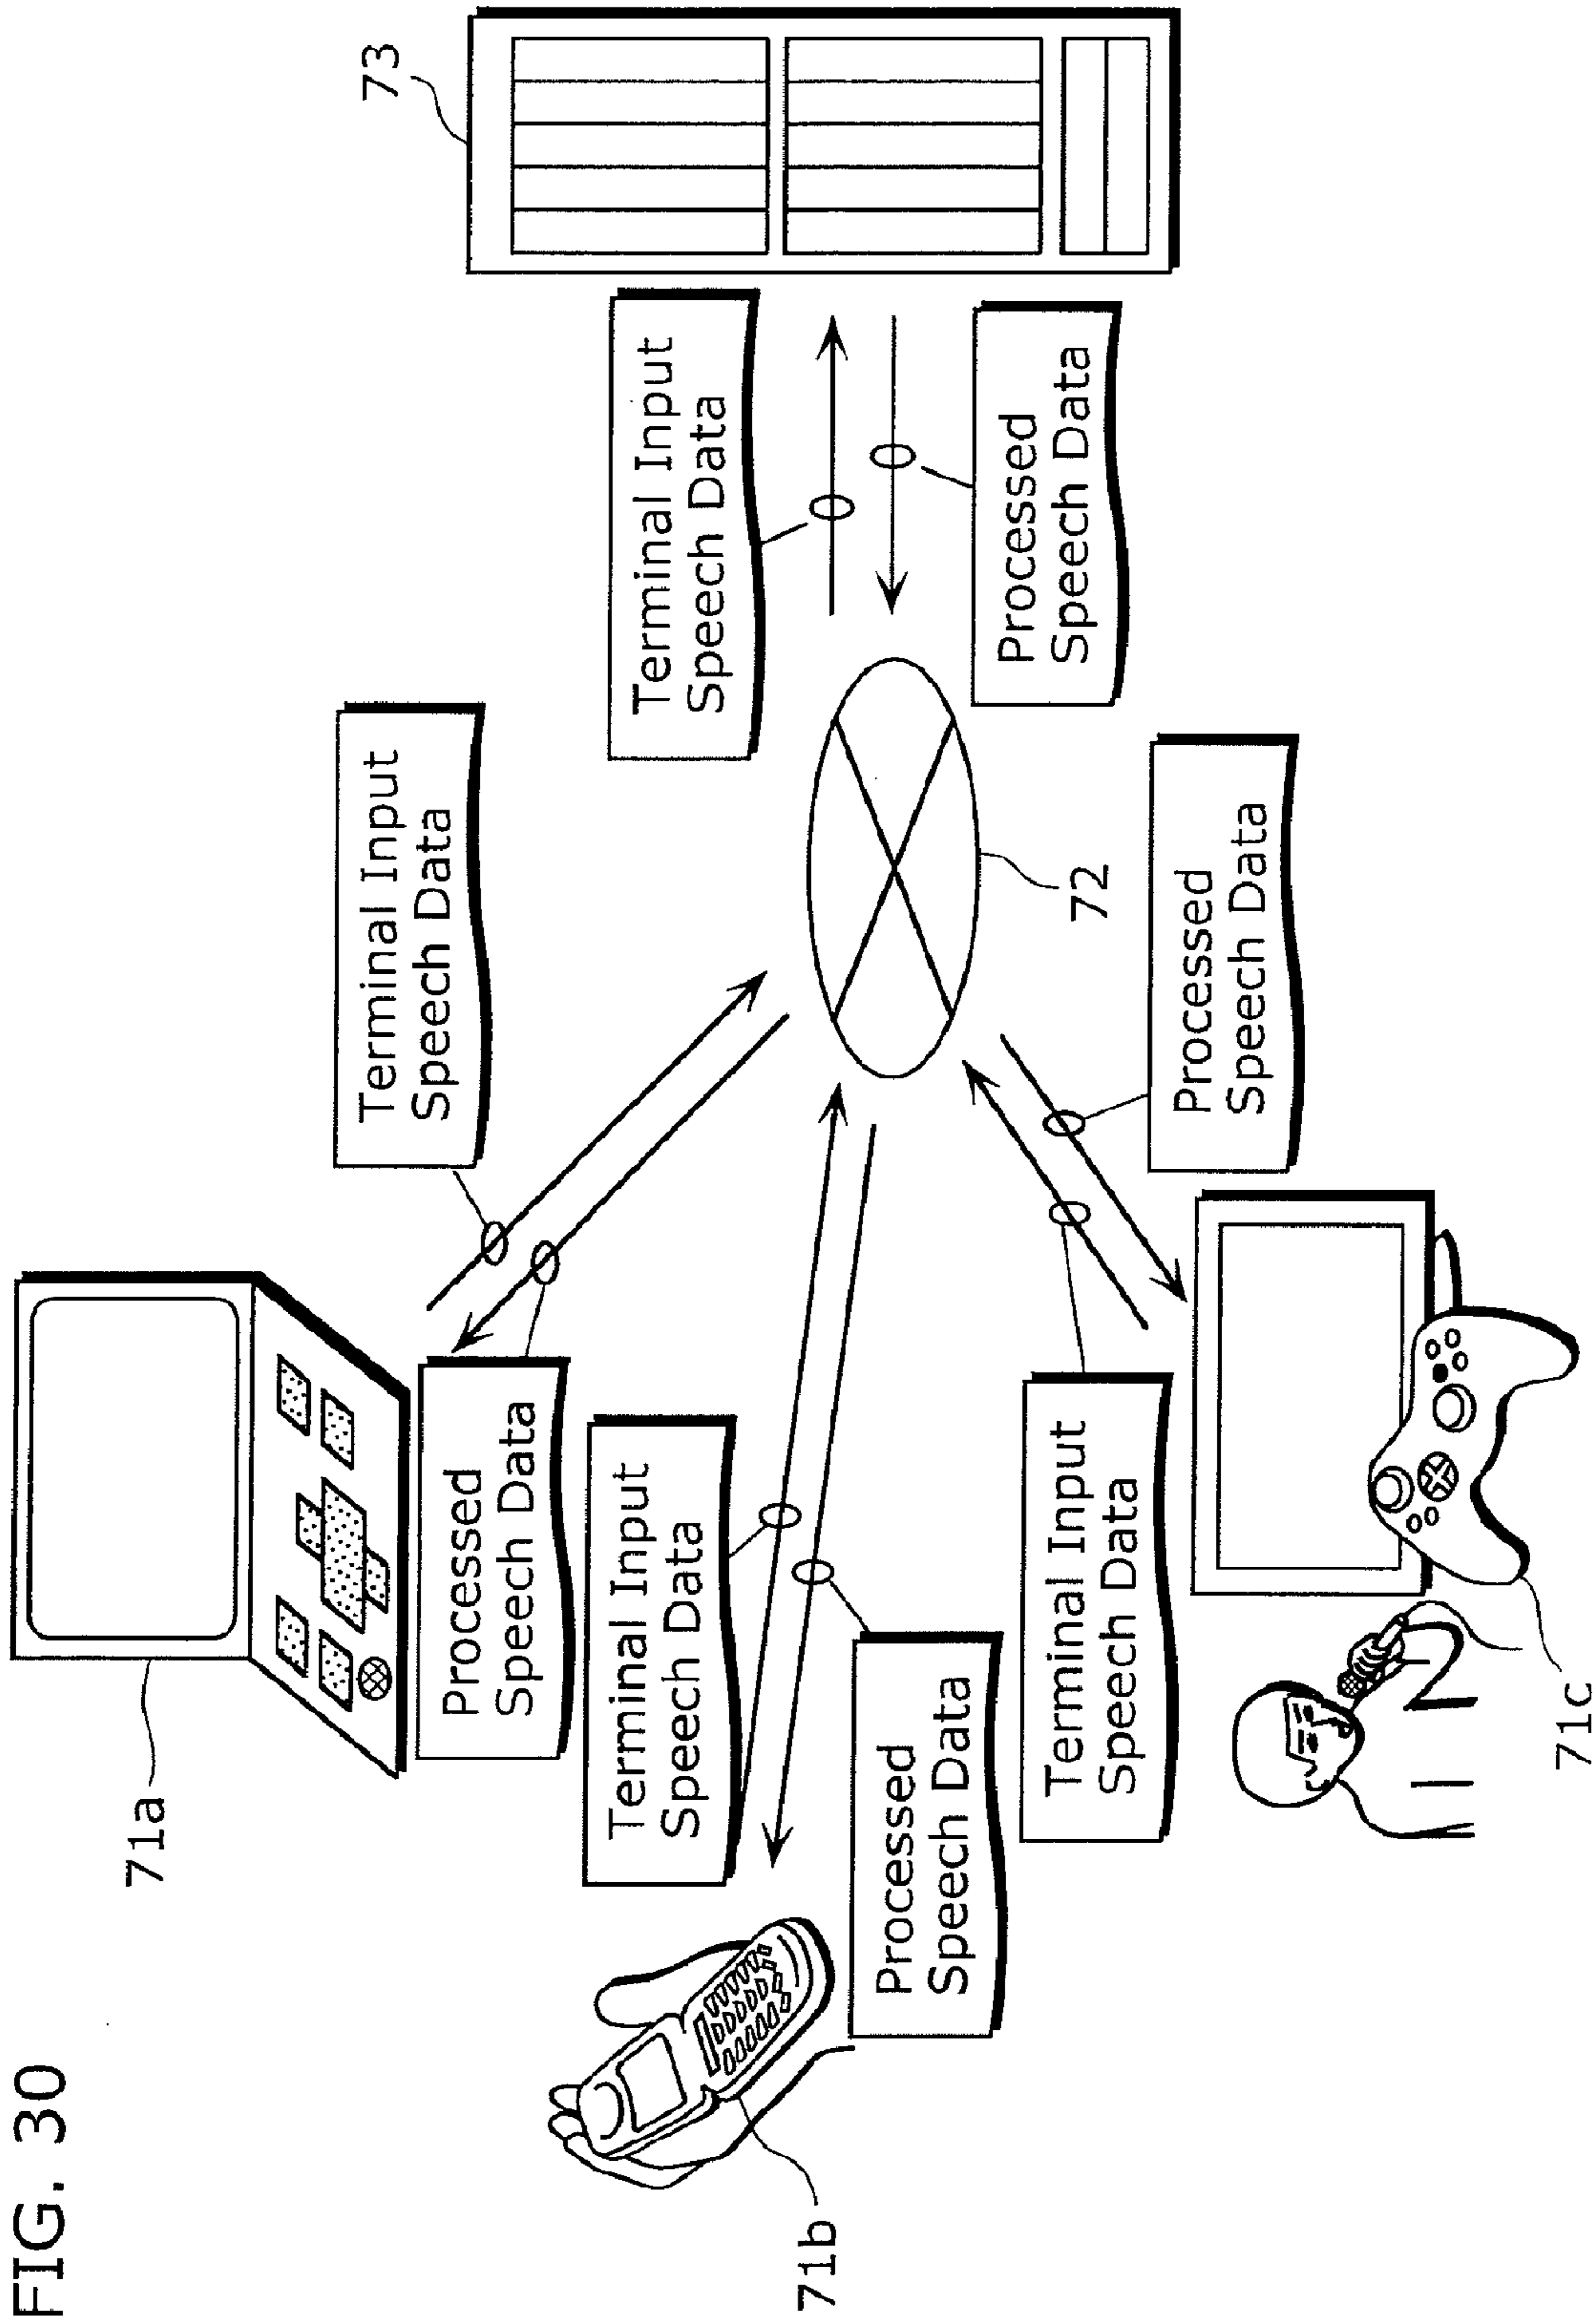 FIG. 30
71a
Terminal Input
Speech Data
73
Processed
Speech Data
Terminal Input
Speech Data
Terminal Input
Speech Data
71b
Processed
Speech Data
72
Processed
Speech Data
Terminal Input
Speech Data
Processed
Speech Data
71c